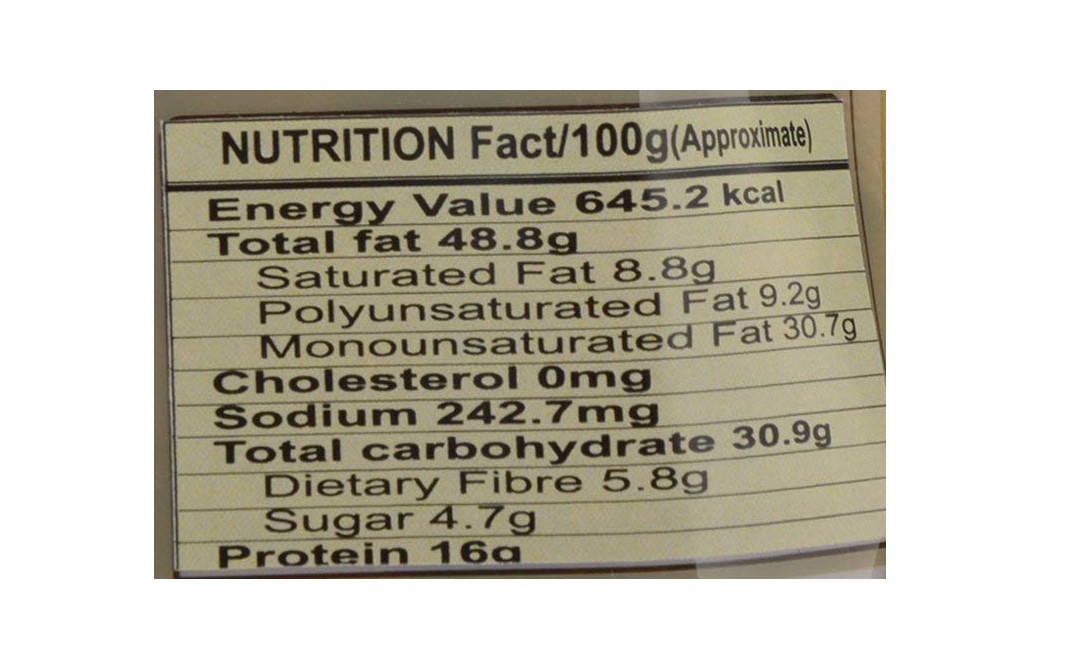 NUTRITION Fact/100g(Approximate)
Energy Value 645.2 kcal
Total fat 48.8g
Saturated Fat 8.8g
Polyunsaturated Fat 9.2g
Monounsaturated Fat 30.7g
Cholesterol 0mg
Sodium 242.7mg
Total carbohydrate 30.9g
Dietary Fibre 5.8g
Sugar 4.7g
Protein 16g